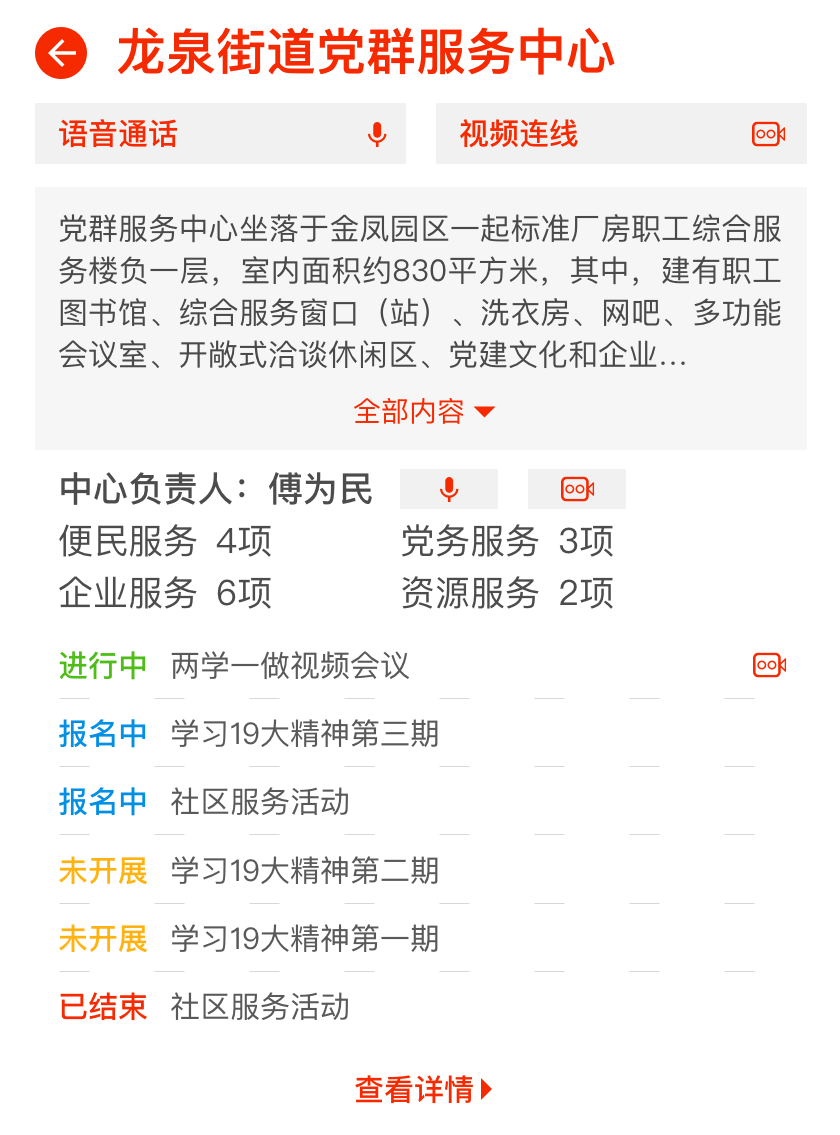 龙泉街道党群服务中心
语音通话 视频连线
党群服务中心坐落于金凤园区一起标准厂房职工综合服
务楼负一层，室内面积约830平方米，其中，建有职工
图书馆、综合服务窗口（站）、洗衣房、网吧、多功能
会议室、开敞式洽谈休闲区、党建文化和企业...
全部内容
中心负责人：傅为民
便民服务 4项 党务服务 3项
企业服务 6项 资源服务 2项
进行中 两学一做视频会议
报名中 学习19大精神第三期
报名中 社区服务活动
未开展 学习19大精神第二期
未开展 学习19大精神第一期
已结束 社区服务活动
查看详情